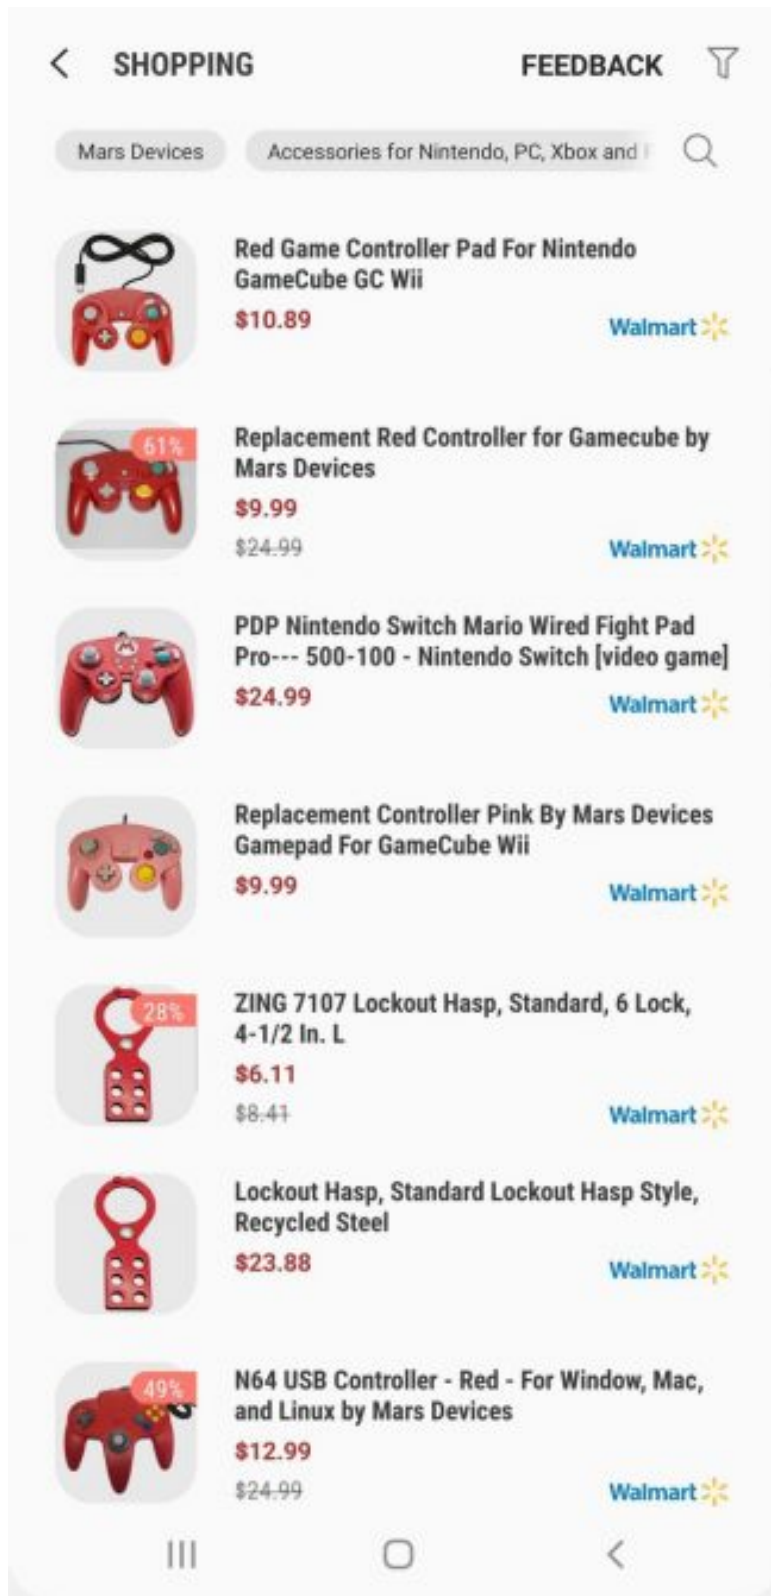 SHOPPING
FEEDBACK
Mars Devices
Accessories for Nintendo, PC, Xbox and
Red Game Controller Pad For Nintendo
GameCube GC Wii
$10.89
Walmart
61%
Replacement Red Controller for Gamecube by
Mars Devices
$9.99
$24.99
Walmart
PDP Nintendo Switch Mario Wired Fight Pad
Pro--- 500-100 - Nintendo Switch [video game]
$24.99
Walmart
Replacement Controller Pink By Mars Devices
Gamepad For GameCube Wii
$9.99
Walmart
28%
ZING 7107 Lockout Hasp, Standard, 6 Lock,
4-1/2 In. L
$6.11
$8.41
Walmart
Lockout Hasp, Standard Lockout Hasp Style,
Recycled Steel
$23.88
Walmart
49%
N64 USB Controller - Red - For Window, Mac,
and Linux by Mars Devices
$12.99
$24.99
Walmart